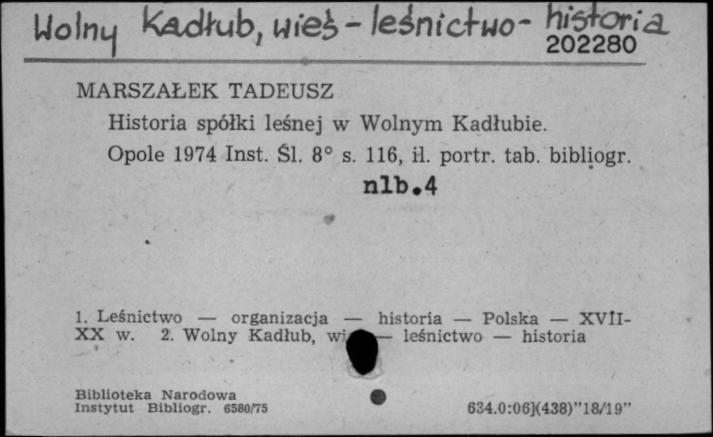 Wolny Kadłub, wieś - leśnictwo - historia
202280
MARSZAŁEK TADEUSZ
Historia spółki leśnej w Wolnym Kadłubie.
Opole 1974 Inst. Śl. 8° s. 116, il. portr. tab. bibliogr.
nlb.4
1. Leśnictwo — organizacja — historia — Polska — XVII-
XX w. 2. Wolny Kadłub, wi — leśnictwo — historia
Biblioteka Narodowa
Instytut Bibliogr. 6580/75
634.0:06](438)"18/19"